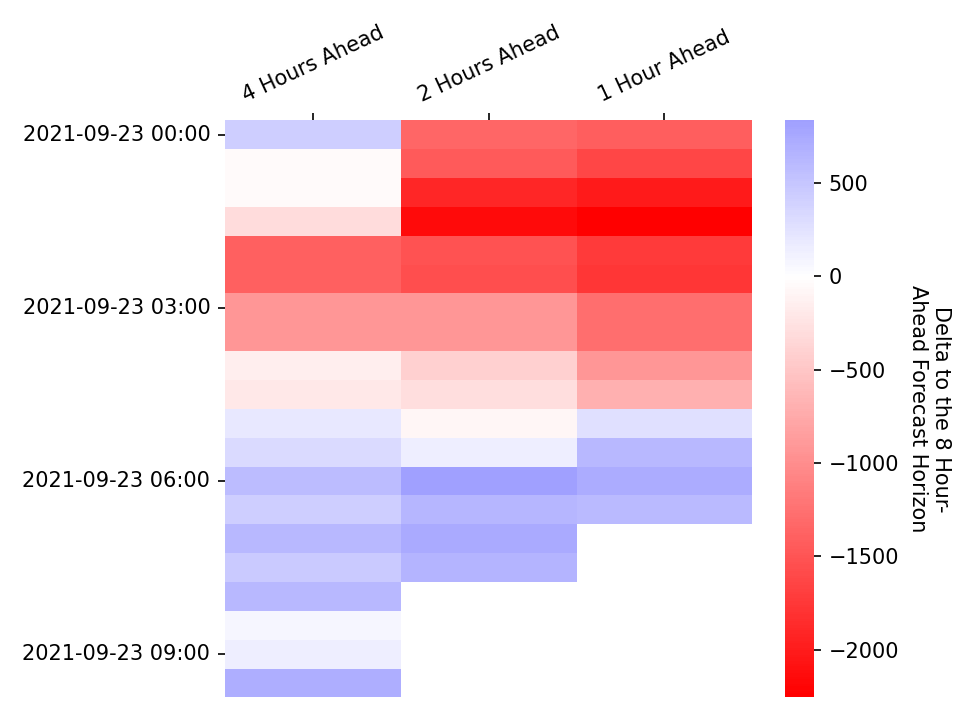 4 Hours Ahead
2 Hours Ahead
1 Hour Ahead
2021-09-23 00:00
2021-09-23 03:00
2021-09-23 06:00
2021-09-23 09:00
500
0
−500
−1000
−1500
−2000
Delta to the 8 Hour-
Ahead Forecast Horizon